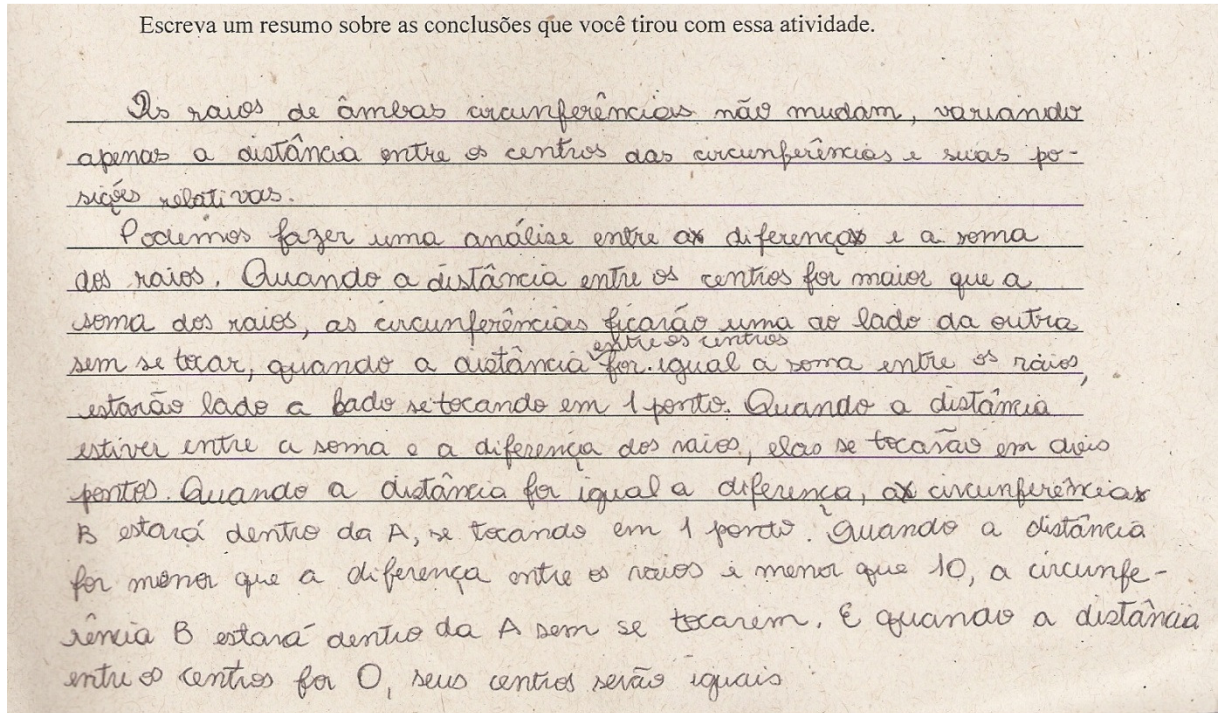 Escreva um resumo sobre as conclusões que você tirou com essa atividade.
Os raios de âmbas circunferências não mudam, variando
apenas a distância entre os centros das circunferências e suas po-
sições relativas.
Podemos fazer uma análise entre a diferença e a soma
dos raios. Quando a distância entre os centros for maior que a
soma dos raios, as circunferências ficarão uma ao lado da outra
sem se tocar, quando a distância entre os centros for igual a soma entre os raios,
estarão lado a lado se tocando em 1 ponto. Quando a distância
estiver entre a soma e a diferença dos raios, elas se tocarão em dois
pontos. Quando a distância for igual a diferença, a circunferência
B estará dentro da A, se tocando em 1 ponto. Quando a distância
for menor que a diferença entre os raios i menor que 10, a circunfe-
rência B estará dentro da A sem se tocarem. E quando a distância
entre os centros for 0, seus centros serão iguais